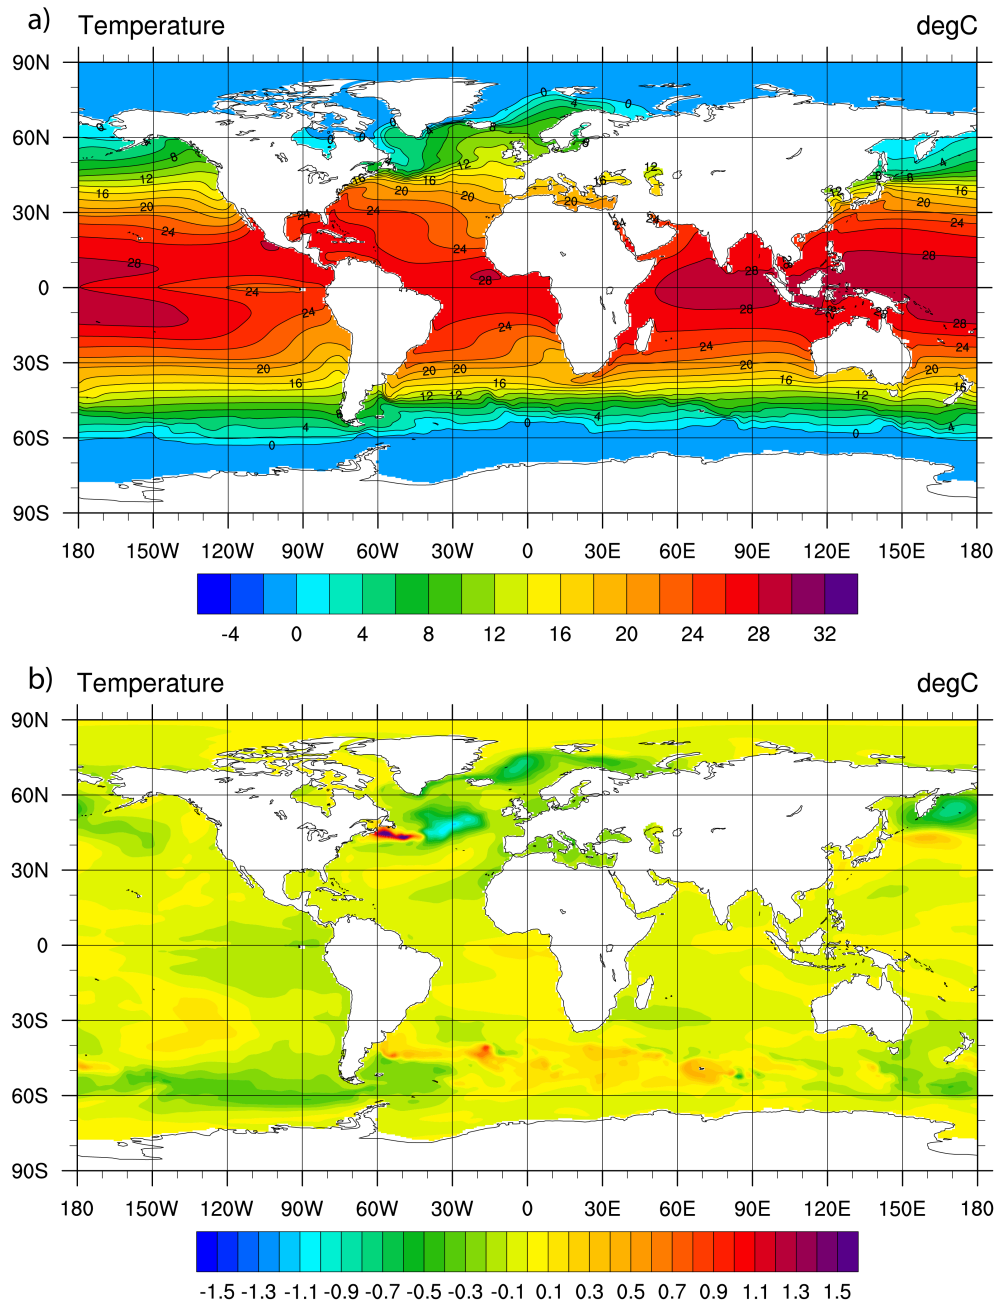 a) Temperature degC
90N
60N
30N
0
30S
60S
90S
180 150W 120W 90W 60W 30W 0 30E 60E 90E 120E 150E 180
-4 0 4 8 12 16 20 24 28 32
b) Temperature degC
90N
60N
30N
0
30S
60S
90S
180 150W 120W 90W 60W 30W 0 30E 60E 90E 120E 150E 180
-1.5 -1.3 -1.1 -0.9 -0.7 -0.5 -0.3 -0.1 0.1 0.3 0.5 0.7 0.9 1.1 1.3 1.5